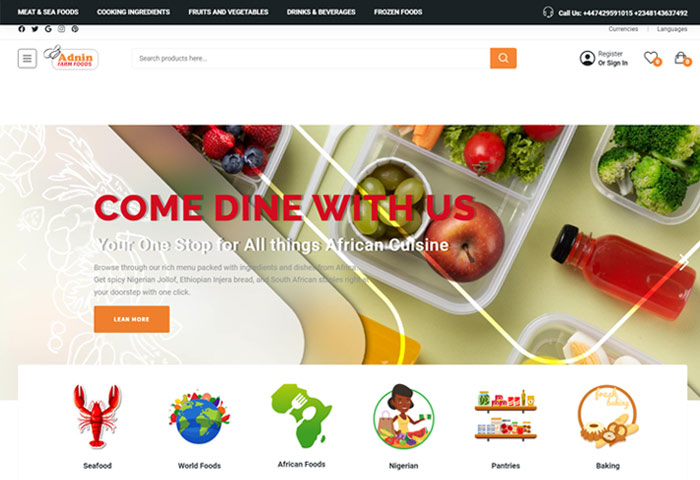 MEAT & SEA FOODS COOKING INGREDIENTS FRUITS AND VEGETABLES DRINKS & BEVERAGES FROZEN FOODS Call Us: +447429591015 +2348143637492
Currencies Languages
Adnin
FARM FOODS
Search products here...
Register
Or Sign In
0
0
COME DINE WITH US
Your One Stop for All things African Cuisine
Browse through our rich menu packed with ingredients and dishes from Africa
Get spicy Nigerian Jollof, Ethiopian Injera bread, and South African staples right at
your doorstep with one click.
LEAN MORE
fresh
baking
Seafood World Foods African Foods Nigerian Pantries Baking